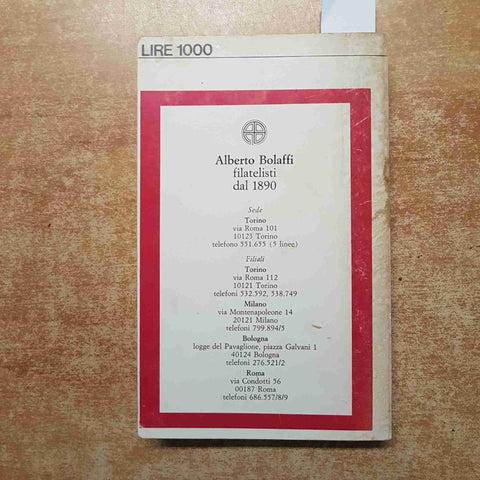 LIRE 1000
Alberto Bolaffi
filatelisti
dal 1890
Sede
Torino
via Roma 101
10123 Torino
telefono 551.655 (5 linee)
Filiali
Torino
via Roma 112
10121 Torino
telefoni 532.592, 538.749
Milano
via Montenapoleone 14
20121 Milano
telefoni 799.894/5
Bologna
logge del Pavaglione, piazza Galvani 1
40124 Bologna
telefoni 276.521/2
Roma
via Condotti 56
00187 Roma
telefoni 686.557/8/9